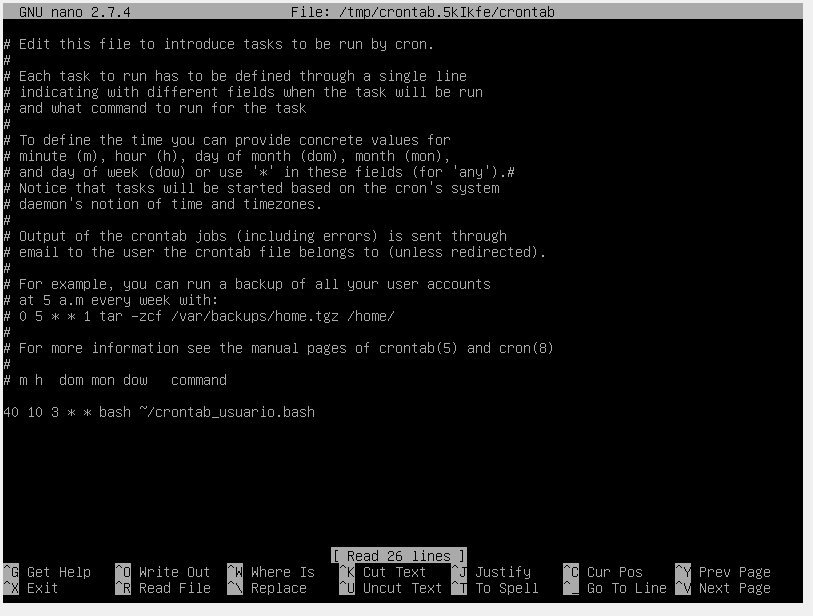 GNU nano 2.7.4 File: /tmp/crontab.5kIkfe/crontab
# Edit this file to introduce tasks to be run by cron.
#
# Each task to run has to be defined through a single line
# indicating with different fields when the task will be run
# and what command to run for the task
#
# To define the time you can provide concrete values for
# minute (m), hour (h), day of month (dom), month (mon),
# and day of week (dow) or use '*' in these fields (for 'any').#
# Notice that tasks will be started based on the cron's system
# daemon's notion of time and timezones.
#
# Output of the crontab jobs (including errors) is sent through
# email to the user the crontab file belongs to (unless redirected).
#
# For example, you can run a backup of all your user accounts
# at 5 a.m every week with:
# 0 5 * * 1 tar -zcf /var/backups/home.tgz /home/
#
# For more information see the manual pages of crontab(5) and cron(8)
#
# m h  dom mon dow   command
40 10 3 * * bash ~/crontab_usuario.bash
[ Read 26 lines ]
^G Get Help ^O Write Out ^W Where Is ^K Cut Text ^J Justify ^C Cur Pos ^Y Prev Page
^X Exit ^R Read File ^\ Replace ^U Uncut Text ^T To Spell ^_ Go To Line ^V Next Page